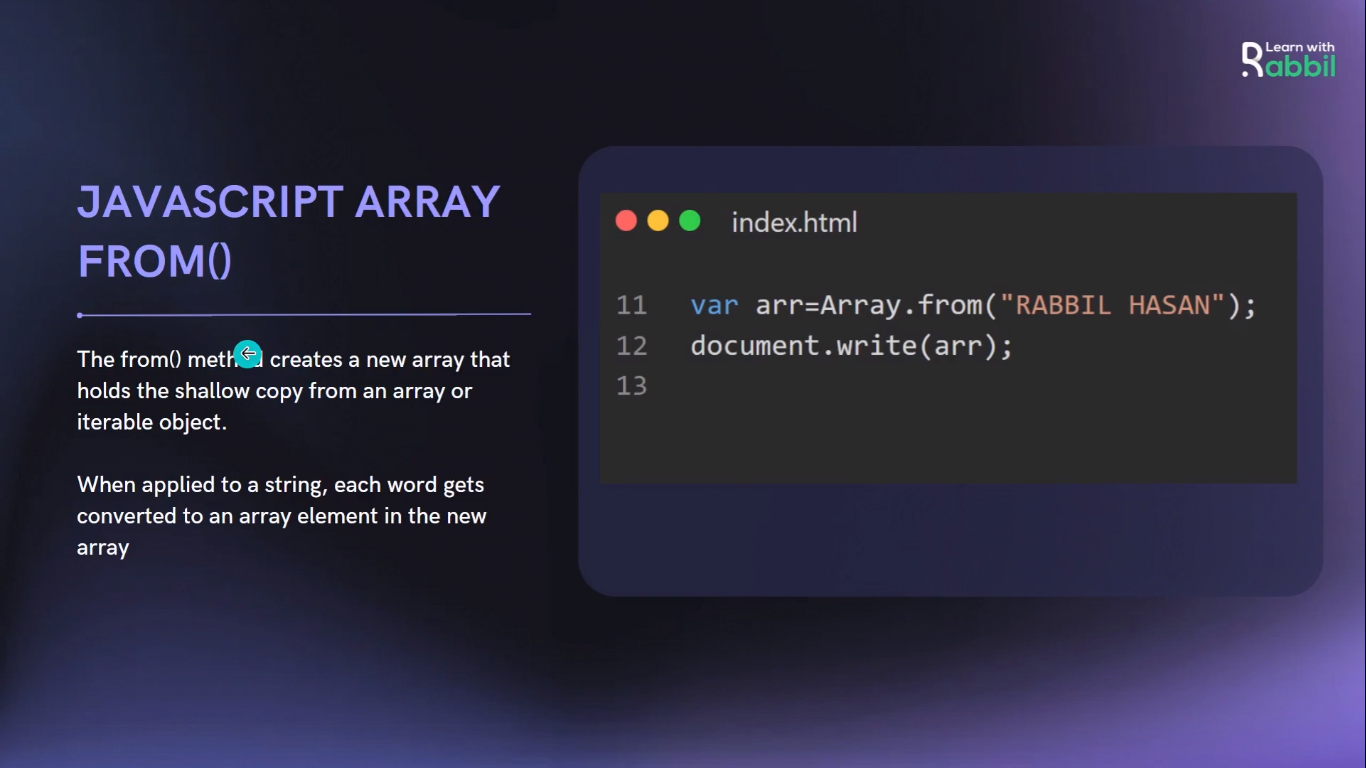 Learn with
Rabbil
JAVASCRIPT ARRAY
FROM()
The from() meth d creates a new array that
holds the shallow copy from an array or
iterable object.
When applied to a string, each word gets
converted to an array element in the new
array
index.html
11 var arr=Array.from("RABBIL HASAN");
12 document.write(arr);
13